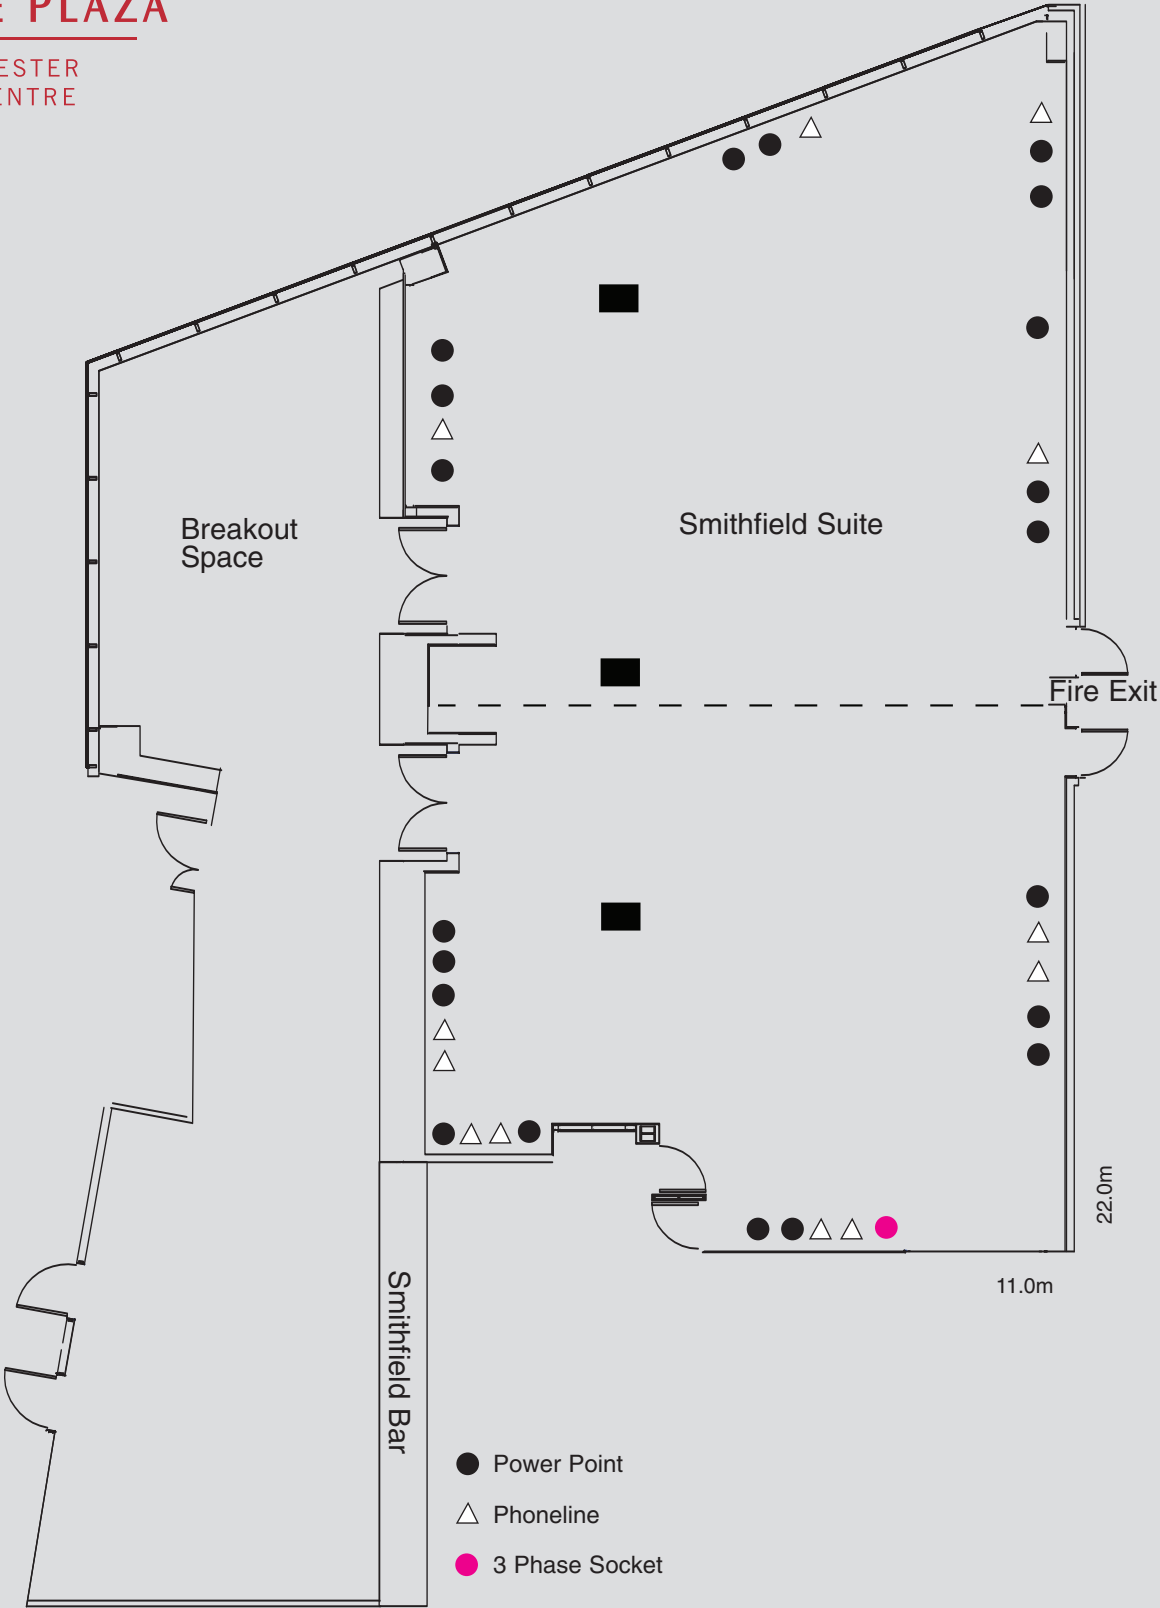 E PLAZA
ESTER
ENTRE
Breakout
Space
Smithfield Suite
Fire Exit
22.0m
11.0m
Smithfield Bar
Power Point
Phoneline
3 Phase Socket